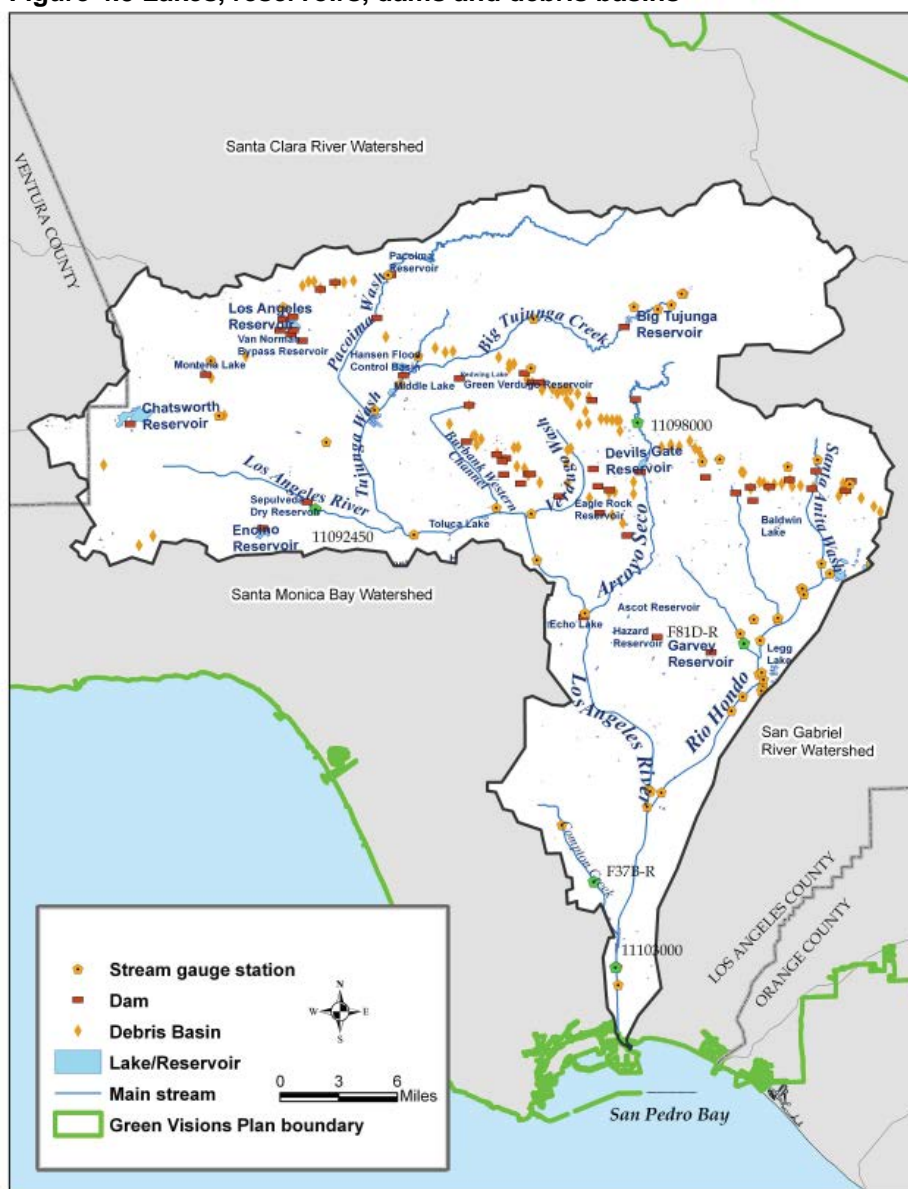 Santa Clara River Watershed
VENTURA COUNTY
Pacoima
Reservoir
Los Angeles
Reservoir
Van Norman
Bypass Reservoir
Pacoima Wash
Big Tujunga Creek
Big Tujunga
Reservoir
Hansen Flood
Control Basin
Monteria Lake
Middle Lake
Green Verdugo Reservoir
Chatsworth
Reservoir
11098000
Tujunga Wash
Burbank Western
Channel
Verdugo Wash
Devils Gate
Reservoir
Santa Anita Wash
Los Angeles River
Sepulveda
Dry Reservoir
Toluca Lake
Eagle Rock
Reservoir
Baldwin
Lake
Encino
Reservoir
11092450
Arroyo Seco
Santa Monica Bay Watershed
Echo Lake
Ascot Reservoir
Hazard
Reservoir
F81D-R
Garvey
Reservoir
Legg
Lake
Los Angeles River
Rio Hondo
San Gabriel
River Watershed
Compton Creek
F37B-R
LOS ANGELES COUNTY
ORANGE COUNTY
11103000
Stream gauge station
Dam
Debris Basin
Lake/Reservoir
Main stream
Green Visions Plan boundary
N
W E
S
0 3 6
Miles
San Pedro Bay